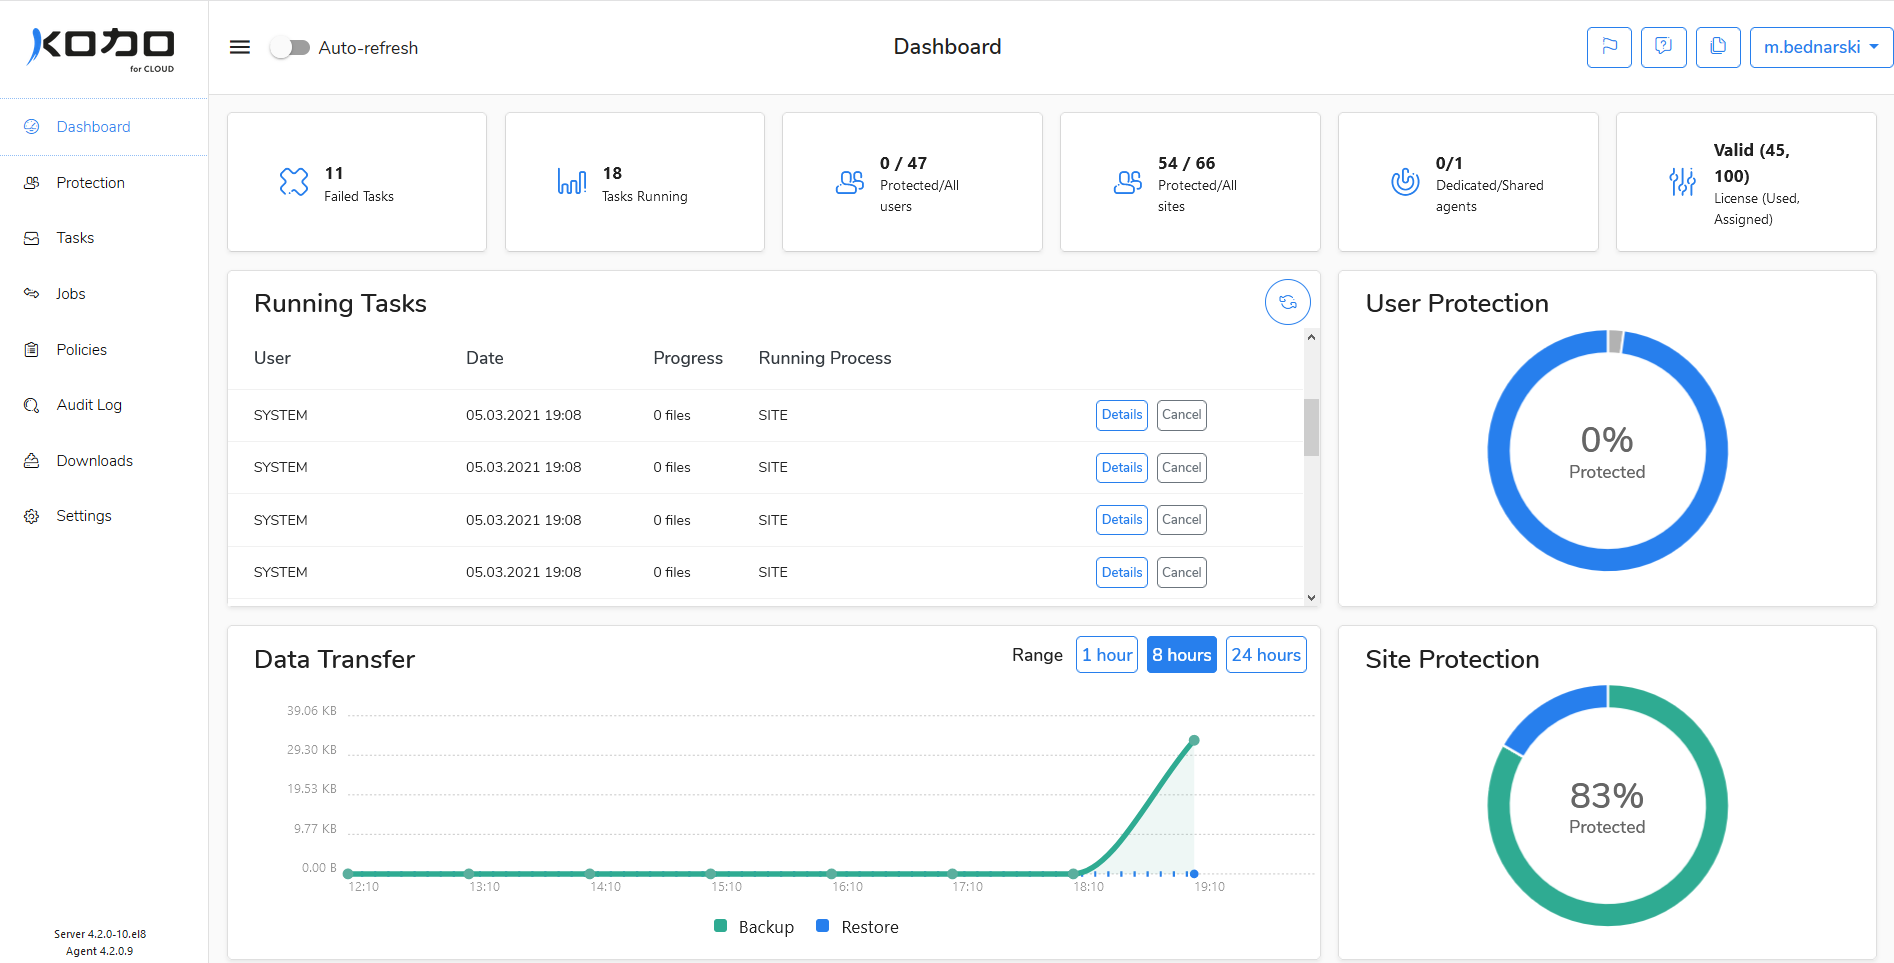 KODO
for CLOUD
Auto-refresh
Dashboard
m.bednarski
Dashboard
Protection
Tasks
Jobs
Policies
Audit Log
Downloads
Settings
Server 4.2.0-10.el8
Agent 4.2.0.9
11
Failed Tasks
18
Tasks Running
0 / 47
Protected/All
users
54 / 66
Protected/All
sites
0/1
Dedicated/Shared
agents
Valid (45,
100)
License (Used,
Assigned)
Running Tasks
User Date Progress Running Process
SYSTEM 05.03.2021 19:08 0 files SITE Details Cancel
SYSTEM 05.03.2021 19:08 0 files SITE Details Cancel
SYSTEM 05.03.2021 19:08 0 files SITE Details Cancel
SYSTEM 05.03.2021 19:08 0 files SITE Details Cancel
User Protection
0%
Protected
Data Transfer
Range 1 hour 8 hours 24 hours
39.06 KB
29.30 KB
19.53 KB
9.77 KB
0.00 B
12:10 13:10 14:10 15:10 16:10 17:10 18:10 19:10
Backup Restore
Site Protection
83%
Protected